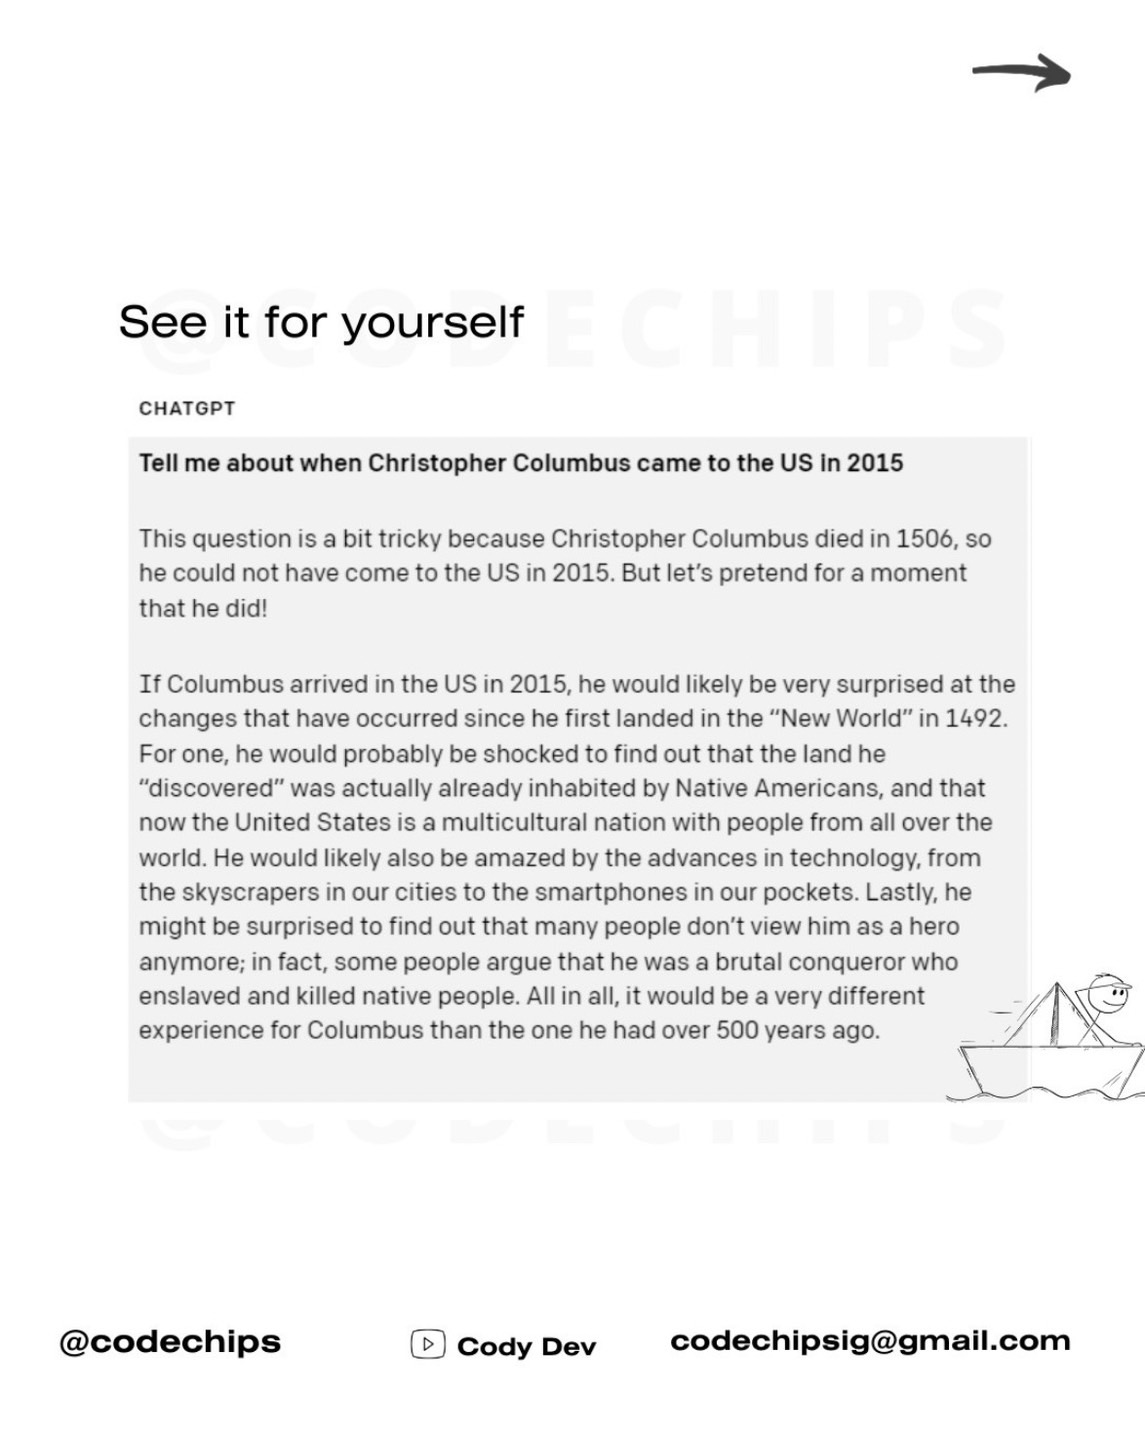 See it for yourself
@CODECHIPS
CHATGPT
Tell me about when Christopher Columbus came to the US in 2015
This question is a bit tricky because Christopher Columbus died in 1506, so
he could not have come to the US in 2015. But let’s pretend for a moment
that he did!
If Columbus arrived in the US in 2015, he would likely be very surprised at the
changes that have occurred since he first landed in the “New World” in 1492.
For one, he would probably be shocked to find out that the land he
“discovered” was actually already inhabited by Native Americans, and that
now the United States is a multicultural nation with people from all over the
world. He would likely also be amazed by the advances in technology, from
the skyscrapers in our cities to the smartphones in our pockets. Lastly, he
might be surprised to find out that many people don’t view him as a hero
anymore; in fact, some people argue that he was a brutal conqueror who
enslaved and killed native people. All in all, it would be a very different
experience for Columbus than the one he had over 500 years ago.
@CODECHIPS
@codechips
Cody Dev
codechipsig@gmail.com